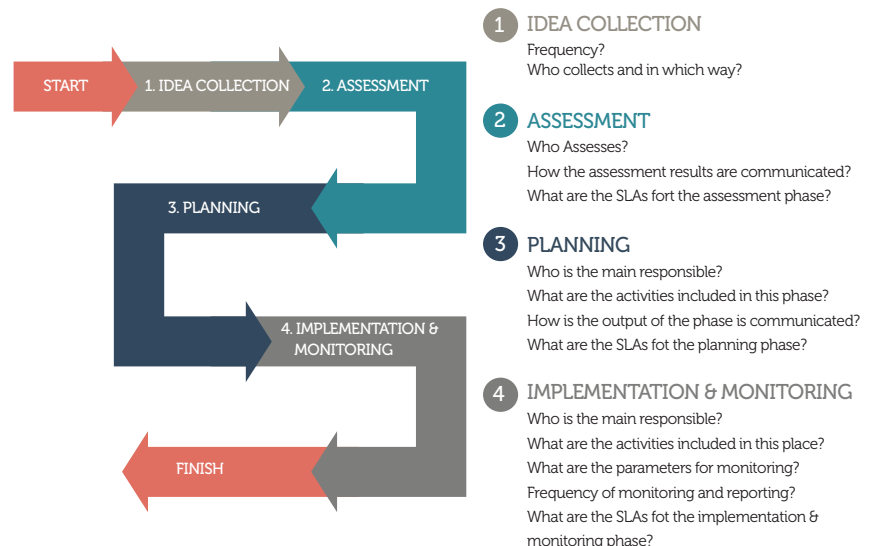 START
1. IDEA COLLECTION
2. ASSESSMENT
3. PLANNING
4. IMPLEMENTATION &
MONITORING
FINISH
1 IDEA COLLECTION
Frequency?
Who collects and in which way?
2 ASSESSMENT
Who Assesses?
How the assessment results are communicated?
What are the SLAs fort the assessment phase?
3 PLANNING
Who is the main responsible?
What are the activities included in this phase?
How is the output of the phase is communicated?
What are the SLAs fot the planning phase?
4 IMPLEMENTATION & MONITORING
Who is the main responsible?
What are the activities included in this place?
What are the parameters for monitoring?
Frequency of monitoring and reporting?
What are the SLAs fot the implementation &
monitoring phase?